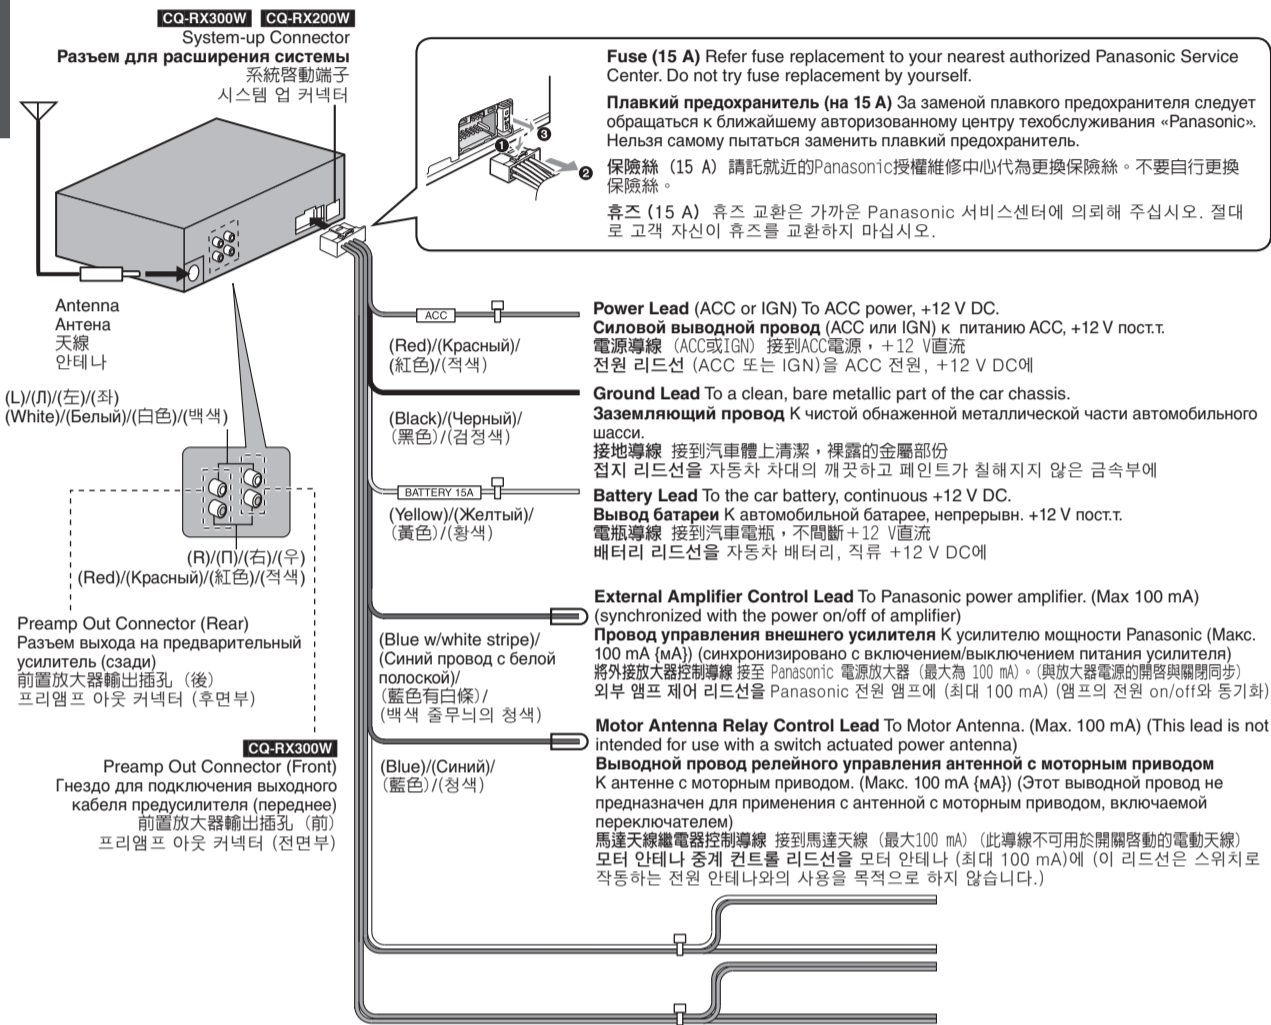 CQ-RX300W CQ-RX200W
System-up Connector
Разъем для расширения системы
系統啓動端子
시스템 업 커넥터
Fuse (15 A) Refer fuse replacement to your nearest authorized Panasonic Service
Center. Do not try fuse replacement by yourself.
Плавкий предохранитель (на 15 A) За заменой плавкого предохранителя следует
обращаться к ближайшему авторизованному центру техобслуживания «Panasonic».
Нельзя самому пытаться заменить плавкий предохранитель.
保險絲 (15 A) 請託就近的Panasonic授權維修中心代為更換保險絲。不要自行更換
保險絲。
휴즈 (15 A) 휴즈 교환은 가까운 Panasonic 서비스센터에 의뢰해 주십시오. 절대
로 고객 자신이 휴즈를 교환하지 마십시오.
❶
❸
❷
Antenna
Антена
天線
안테나
(L)/(Л)/(左)/(좌)
(White)/(Белый)/(白色)/(백색)
(R)/(П)/(右)/(우)
(Red)/(Красный)/(紅色)/(적색)
Preamp Out Connector (Rear)
Разъем выхода на предварительный
усилитель (сзади)
前置放大器輸出插孔 (後)
프리앰프 아웃 커넥터 (후면부)
CQ-RX300W
Preamp Out Connector (Front)
Гнездо для подключения выходного
кабеля предусилителя (переднее)
前置放大器輸出插孔 (前)
프리앰프 아웃 커넥터 (전면부)
ACC
(Red)/(Красный)/
(紅色)/(적색)
Power Lead (ACC or IGN) To ACC power, +12 V DC.
Силовой выводной провод (ACC или IGN) к питанию ACC, +12 V пост.т.
電源導線 (ACC或IGN) 接到ACC電源，+12 V直流
전원 리드선 (ACC 또는 IGN)을 ACC 전원, +12 V DC에
(Black)/(Черный)/
(黑色)/(검정색)
Ground Lead To a clean, bare metallic part of the car chassis.
Заземляющий провод К чистой обнаженной металлической части автомобильного
шасси.
接地導線 接到汽車體上清潔，裸露的金屬部份
접지 리드선을 자동차 차대의 깨끗하고 페인트가 칠해지지 않은 금속부에
BATTERY 15A
(Yellow)/(Желтый)/
(黃色)/(황색)
Battery Lead To the car battery, continuous +12 V DC.
Вывод батареи К автомобильной батарее, непрерывн. +12 V пост.т.
電瓶導線 接到汽車電瓶，不間斷+12 V直流
배터리 리드선을 자동차 배터리, 직류 +12 V DC에
(Blue w/white stripe)/
(Синий провод с белой
полоской)/
(藍色有白條)/
(백색 줄무늬의 청색)
External Amplifier Control Lead To Panasonic power amplifier. (Max 100 mA)
(synchronized with the power on/off of amplifier)
Провод управления внешнего усилителя К усилителю мощности Panasonic (Макс.
100 mA {мА}) (синхронизировано с включением/выключением питания усилителя)
將外接放大器控制導線 接至 Panasonic 電源放大器 (最大為 100 mA)。(與放大器電源的開啓與關閉同步)
외부 앰프 제어 리드선을 Panasonic 전원 앰프에 (최대 100 mA) (앰프의 전원 on/off와 동기화)
(Blue)/(Синий)/
(藍色)/(청색)
Motor Antenna Relay Control Lead To Motor Antenna. (Max. 100 mA) (This lead is not
intended for use with a switch actuated power antenna)
Выводной провод релейного управления антенной с моторным приводом
К антенне с моторным приводом. (Макс. 100 mA {мА}) (Этот выводной провод не
предназначен для применения с антенной с моторным приводом, включаемой
переключателем)
馬達天線繼電器控制導線 接到馬達天線 (最大100 mA) (此導線不可用於開關啓動的電動天線)
모터 안테나 중계 컨트롤 리드선을 모터 안테나 (최대 100 mA)에 (이 리드선은 스위치로
작동하는 전원 안테나와의 사용을 목적으로 하지 않습니다.)